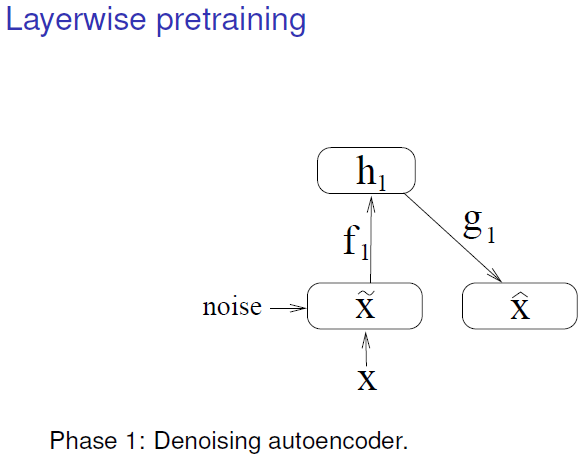 Layerwise pretraining
h₁
f₁
g₁
noise
x̃
x̂
x
Phase 1: Denoising autoencoder.